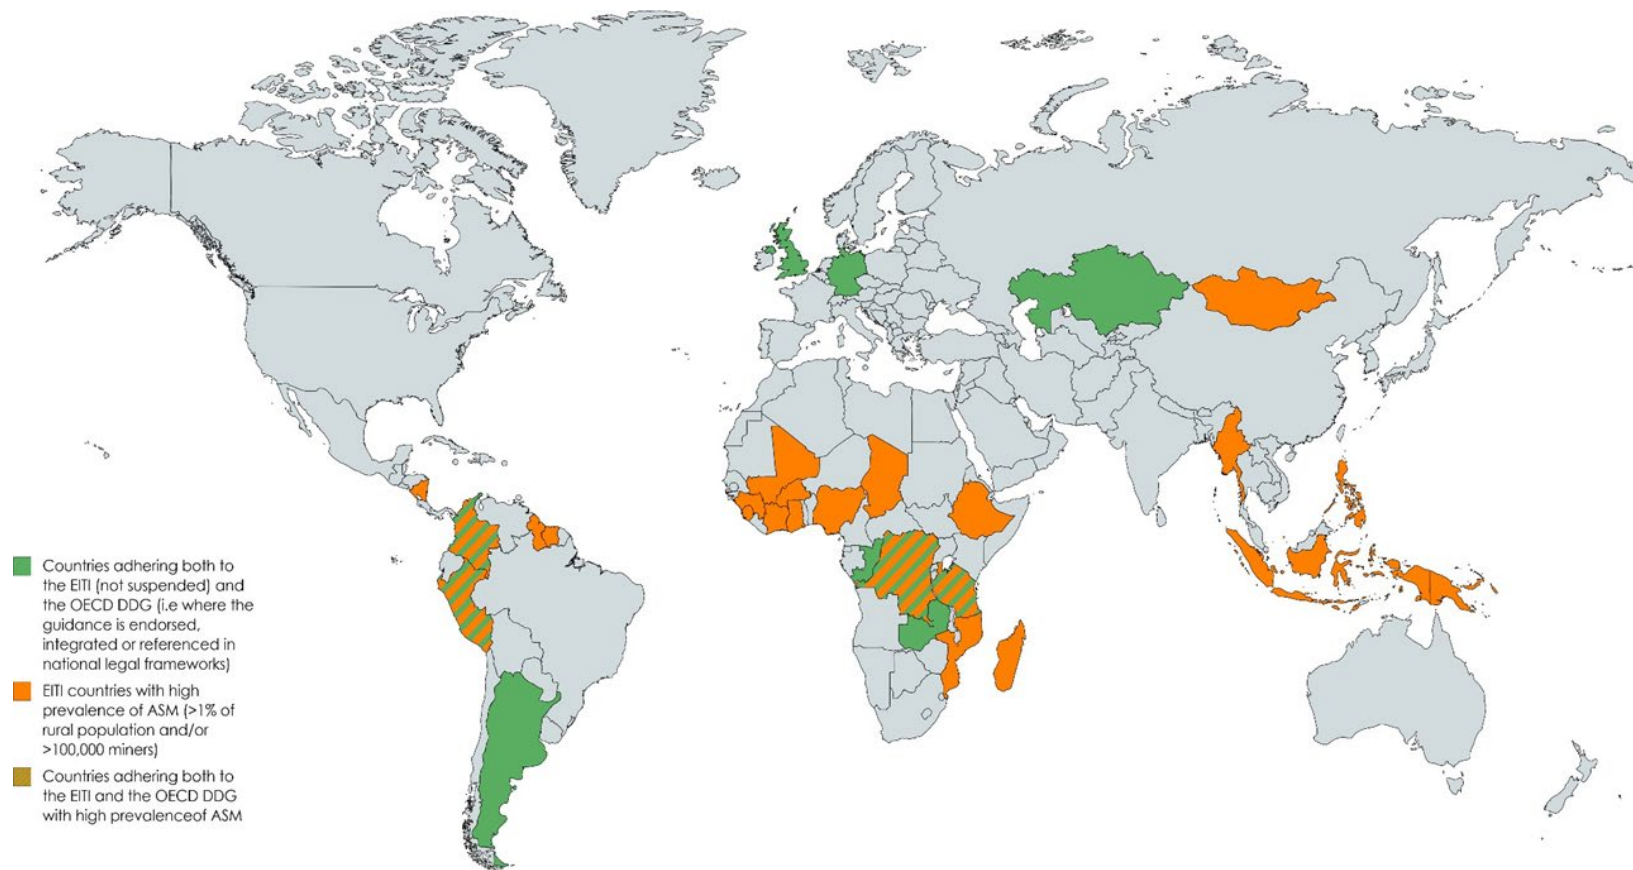 Countries adhering both to
the EITI (not suspended) and
the OECD DDG (i.e where the
guidance is endorsed,
integrated or referenced in
national legal frameworks)
EITI countries with high
prevalence of ASM (>1% of
rural population and/or
>100,000 miners)
Countries adhering both to
the EITI and the OECD DDG
with high prevalenceof ASM